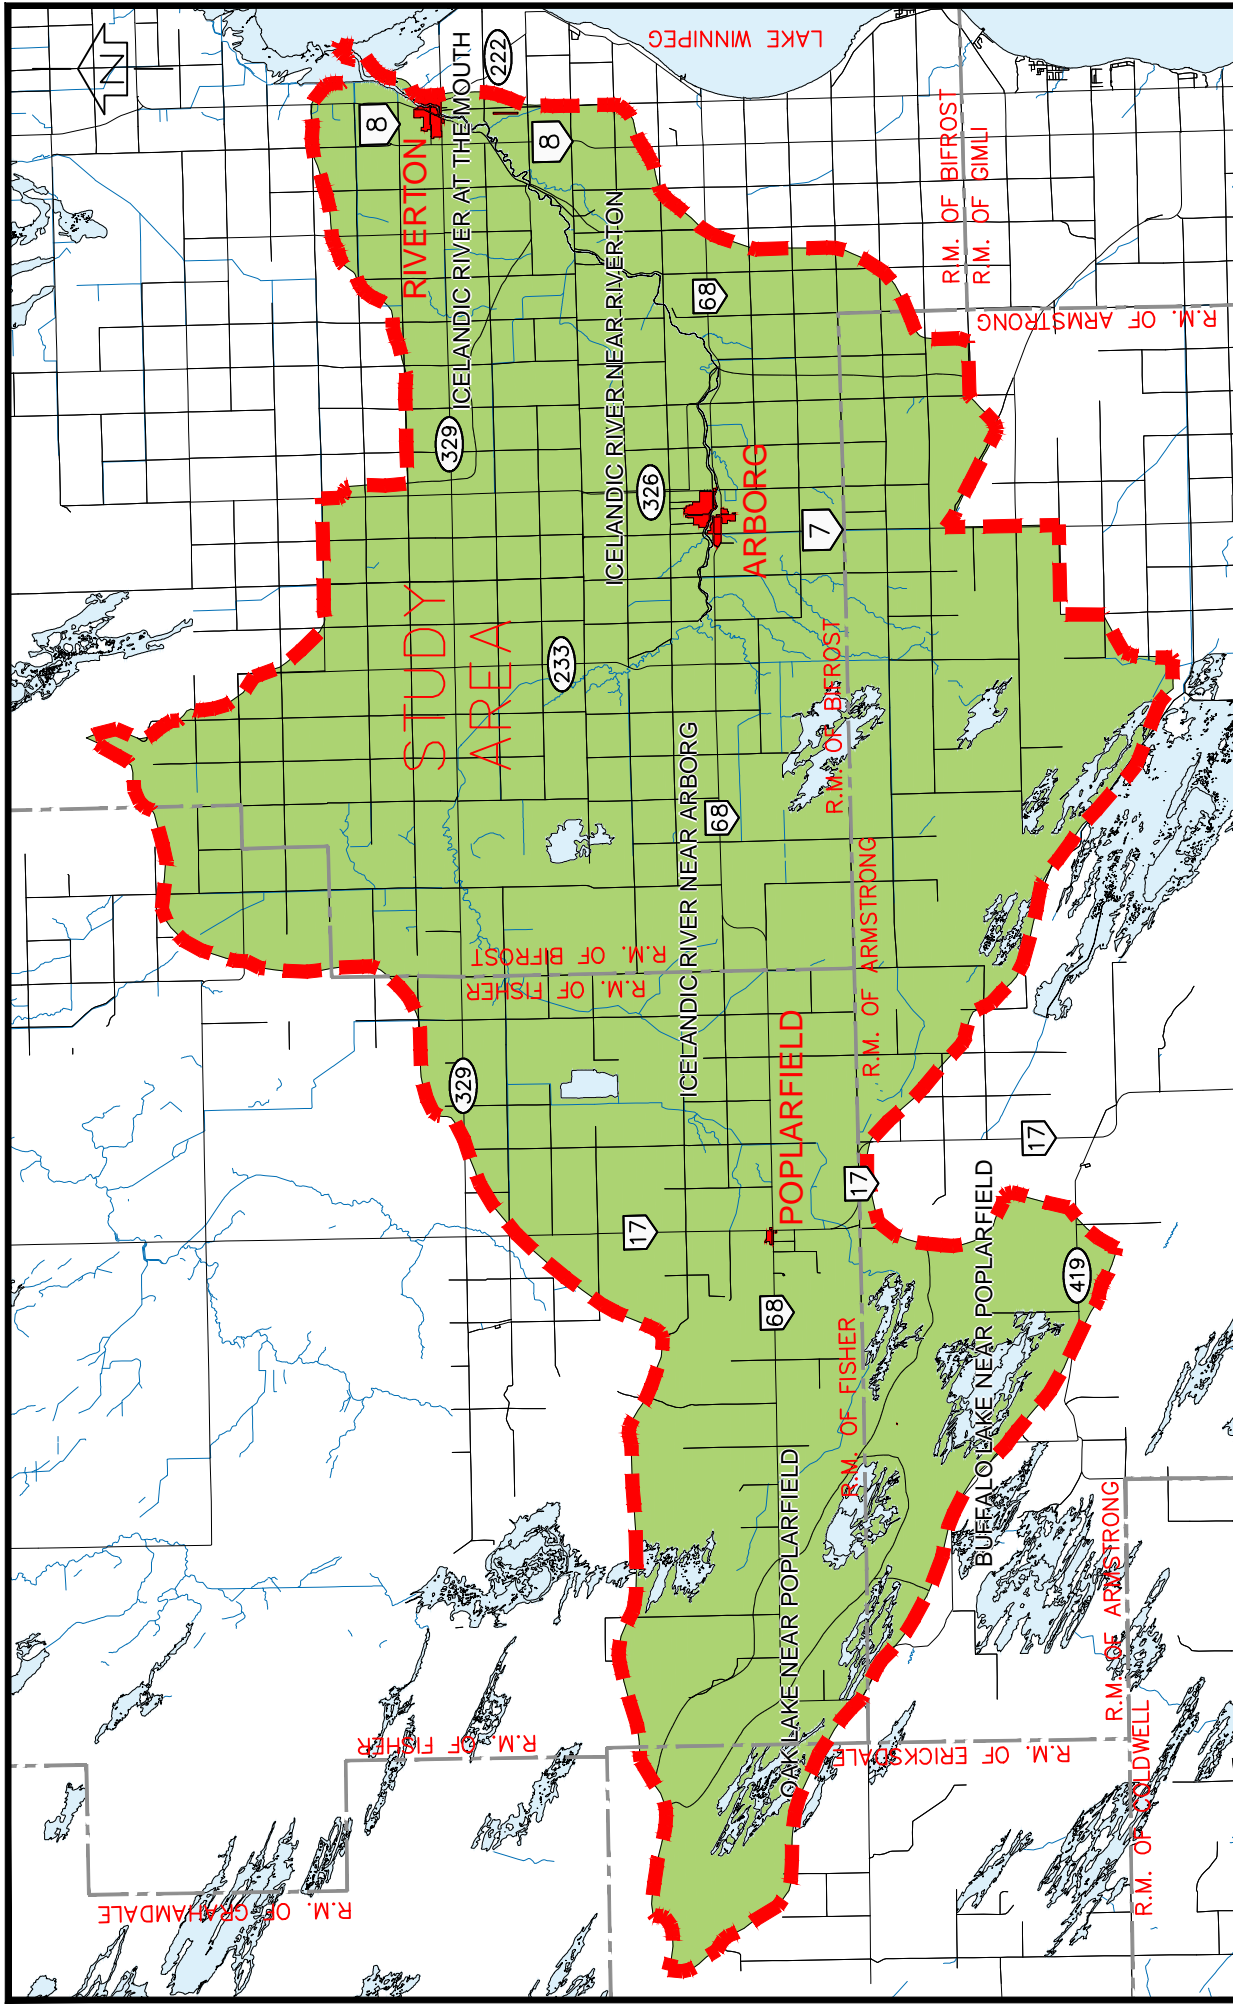 N
LAKE WINNIPEG
222
8
8
RIVERTON
ICELANDIC RIVER AT THE MOUTH
ICELANDIC RIVER NEAR RIVERTON
68
R.M. OF BIFROST
R.M. OF GIMLI
R.M. OF ARMSTRONG
329
326
ARBORG
7
STUDY
AREA
233
R.M. OF BIFROST
R.M. OF ARMSTRONG
68
ICELANDIC RIVER NEAR ARBORG
R.M. OF BIFROST
R.M. OF FISHER
329
POPLARFIELD
17
17
17
68
419
R.M. OF FISHER
BUFFALO LAKE NEAR POPLARFIELD
OAK LAKE NEAR POPLARFIELD
R.M. OF FISHER
R.M. OF ERICKSDALE
R.M. OF ARMSTRONG
R.M. OF COLDWELL
R.M. OF GRAHAMDALE